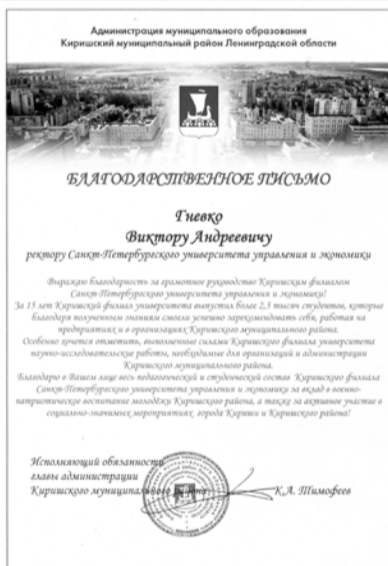 Администрация муниципального образования
Киришский муниципальный район Ленинградской области
БЛАГОДАРСТВЕННОЕ ПИСЬМО
Гневко
Виктору Андреевичу
ректору Санкт-Петербургского университета управления и экономики
Выражаю благодарность за грамотное руководство Киришским филиалом
Санкт-Петербургского университета управления и экономики!
За 15 лет Киришский филиал университета выпустил более 2,5 тысяч студентов, которые
благодаря полученным знаниям смогли успешно зарекомендовать себя, работая на
предприятиях и в организациях Киришского муниципального района.
Особенно хочется отметить, выполненные силами Киришского филиала университета
научно-исследовательские работы, необходимые для организаций и администрации
Киришского муниципального района.
Благодарю в Вашем лице весь педагогический и студенческий состав Киришского филиала
Санкт-Петербургского университета управления и экономики за вклад в военно-
патриотическое воспитание молодёжи Киришского района, а также за активное участие в
социально-значимых мероприятиях города Кириши и Киришского района!
Исполняющий обязанности
главы администрации
Киришского муниципального района К.А. Тимофеев